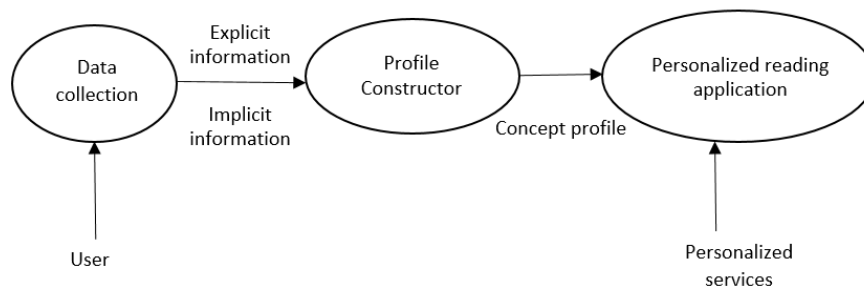 Data
collection
Explicit
information
Implicit
information
Profile
Constructor
Concept profile
Personalized reading
application
User
Personalized
services